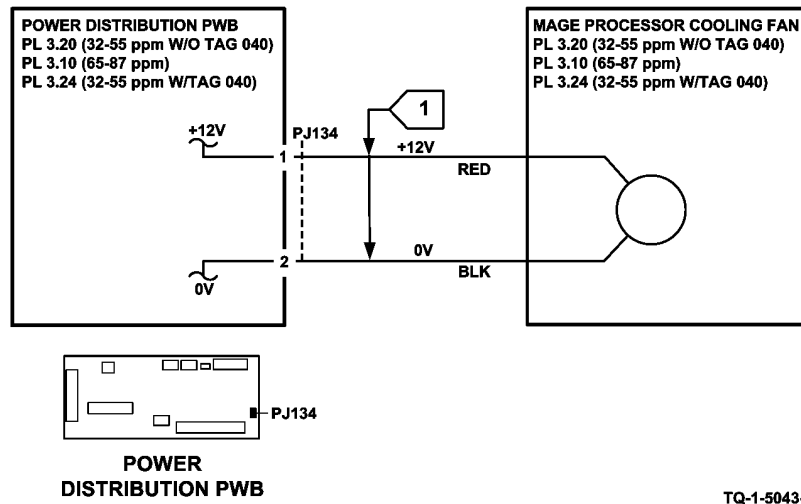 POWER DISTRIBUTION PWB
PL 3.20 (32-55 ppm W/O TAG 040)
PL 3.10 (65-87 ppm)
PL 3.24 (32-55 ppm W/TAG 040)
MAGE PROCESSOR COOLING FAN
PL 3.20 (32-55 ppm W/O TAG 040)
PL 3.10 (65-87 ppm)
PL 3.24 (32-55 ppm W/TAG 040)
1
+12V
PJ134
+12V
1
RED
0V
2
0V
BLK
PJ134
POWER
DISTRIBUTION PWB
TQ-1-5043-